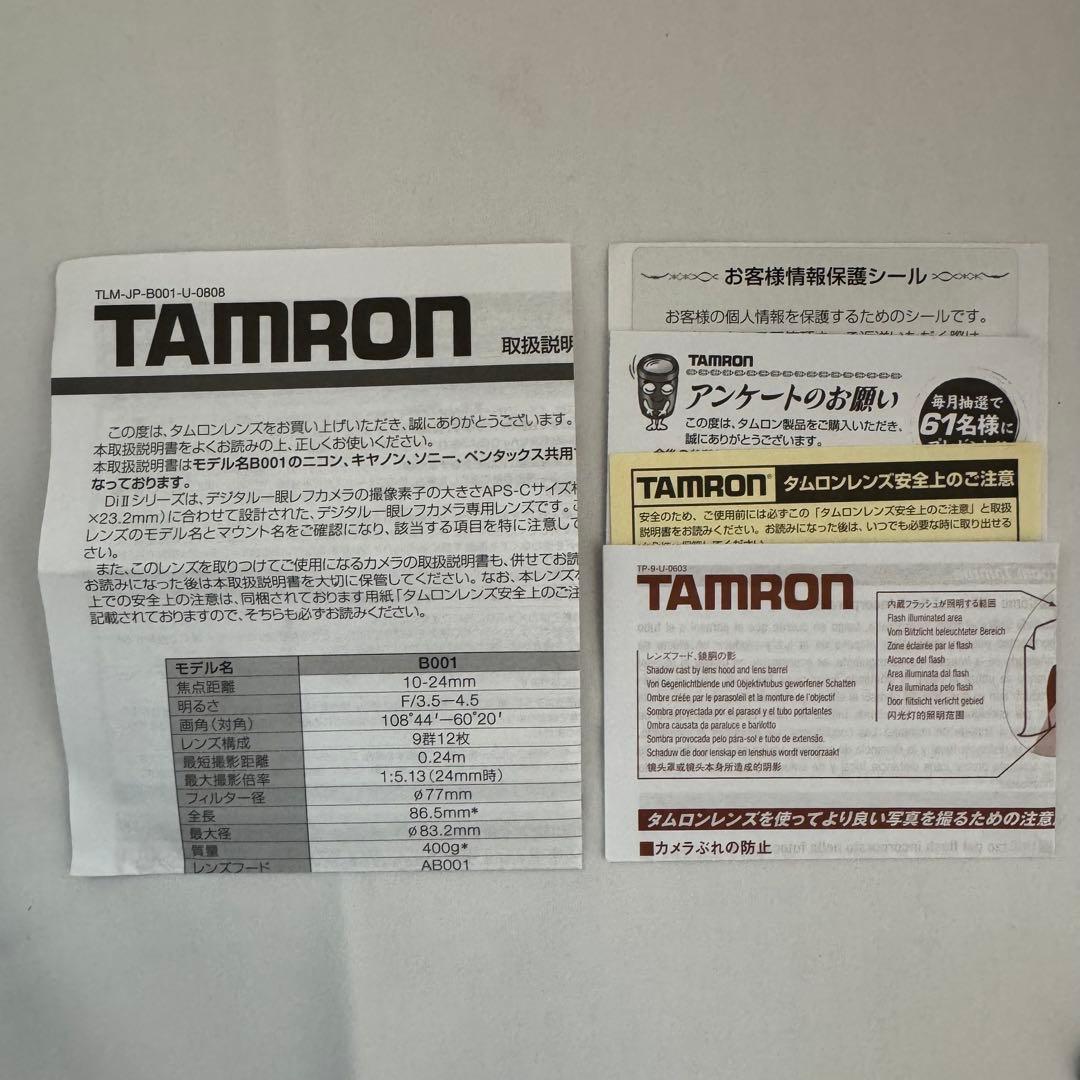 TLM-JP-B001-U-0808
TAMRON
取扱説明
この度は、タムロンレンズをお買い上げいただき、誠にありがとうございます。
本取扱説明書をよくお読みの上、正しくお使いください。
本取扱説明書はモデル名B001のニコン、キヤノン、ソニー、ペンタックス共用
なっております。
DiⅡシリーズは、デジタル一眼レフカメラの撮像素子の大きさAPS-Cサイズ
×23.2mm)に合わせて設計された、デジタル一眼レフカメラ専用レンズです。
レンズのモデル名とマウント名をご確認になり、該当する項目を特に注意して
さい。
また、このレンズを取りつけてご使用になるカメラの取扱説明書も、併せてお読
お読みになった後は本取扱説明書を大切に保管してください。なお、本レンズ
上での安全上の注意は、同梱されております用紙「タムロンレンズ安全上のご注
記載されておりますので、そちらも必ずお読みください。
モデル名 B001
焦点距離 10-24mm
明るさ F/3.5-4.5
画角(対角) 108°44′-60°20′
レンズ構成 9群12枚
最短撮影距離 0.24m
最大撮影倍率 1:5.13(24mm時)
フィルター径 ø77mm
全長 86.5mm*
最大径 ø83.2mm
質量 400g*
レンズフード AB001
お客様情報保護シール
お客様の個人情報を保護するためのシールです。
TAMRON
アンケートのお願い
この度は、タムロン製品をご購入いただき、
誠にありがとうございます。
毎月抽選で
61名様に
TAMRON® タムロンレンズ安全上のご注意
安全のため、ご使用前には必ずこの「タムロンレンズ安全上のご注意」と取扱
説明書をお読みください。お読みになった後は、いつでも必要な時に取り出せる
TP-9-U-0603
TAMRON
内蔵フラッシュが照明する範囲
Flash illuminated area
Vom Blitzlicht beleuchteter Bereich
Zone éclairée par le flash
Alcance del flash
Area illuminata dal flash
Área iluminada pelo flash
Door flitslicht verlicht gebied
闪光灯的照明范围
レンズフード、鏡胴の影
Shadow cast by lens hood and lens barrel
Von Gegenlichtblende und Objektivtubus geworfener Schatten
Ombre créée par le parasoleil et la monture de l'objectif
Sombra proyectada por el parasol y el tubo portalentes
Ombra causata da paraluce e barilotto
Sombra provocada pelo pára-sol e tubo de extensão.
Schaduw die door lenskap en lenshuis wordt veroorzaakt
镜头罩或镜头本身所造成的阴影
タムロンレンズを使ってより良い写真を撮るための注意
■カメラぶれの防止